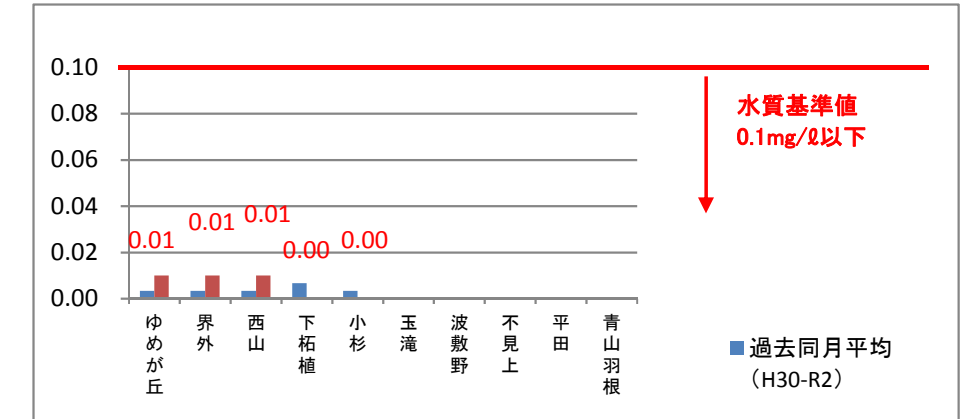 0.10
0.08
0.06
0.04
0.02
0.00
0.01
0.01
0.01
0.00
0.00
ゆめが丘
界外
西山
下柘植
小杉
玉滝
波敷野
不見上
平田
青山羽根
水質基準値
0.1mg/ℓ以下
過去同月平均
（H30-R2）